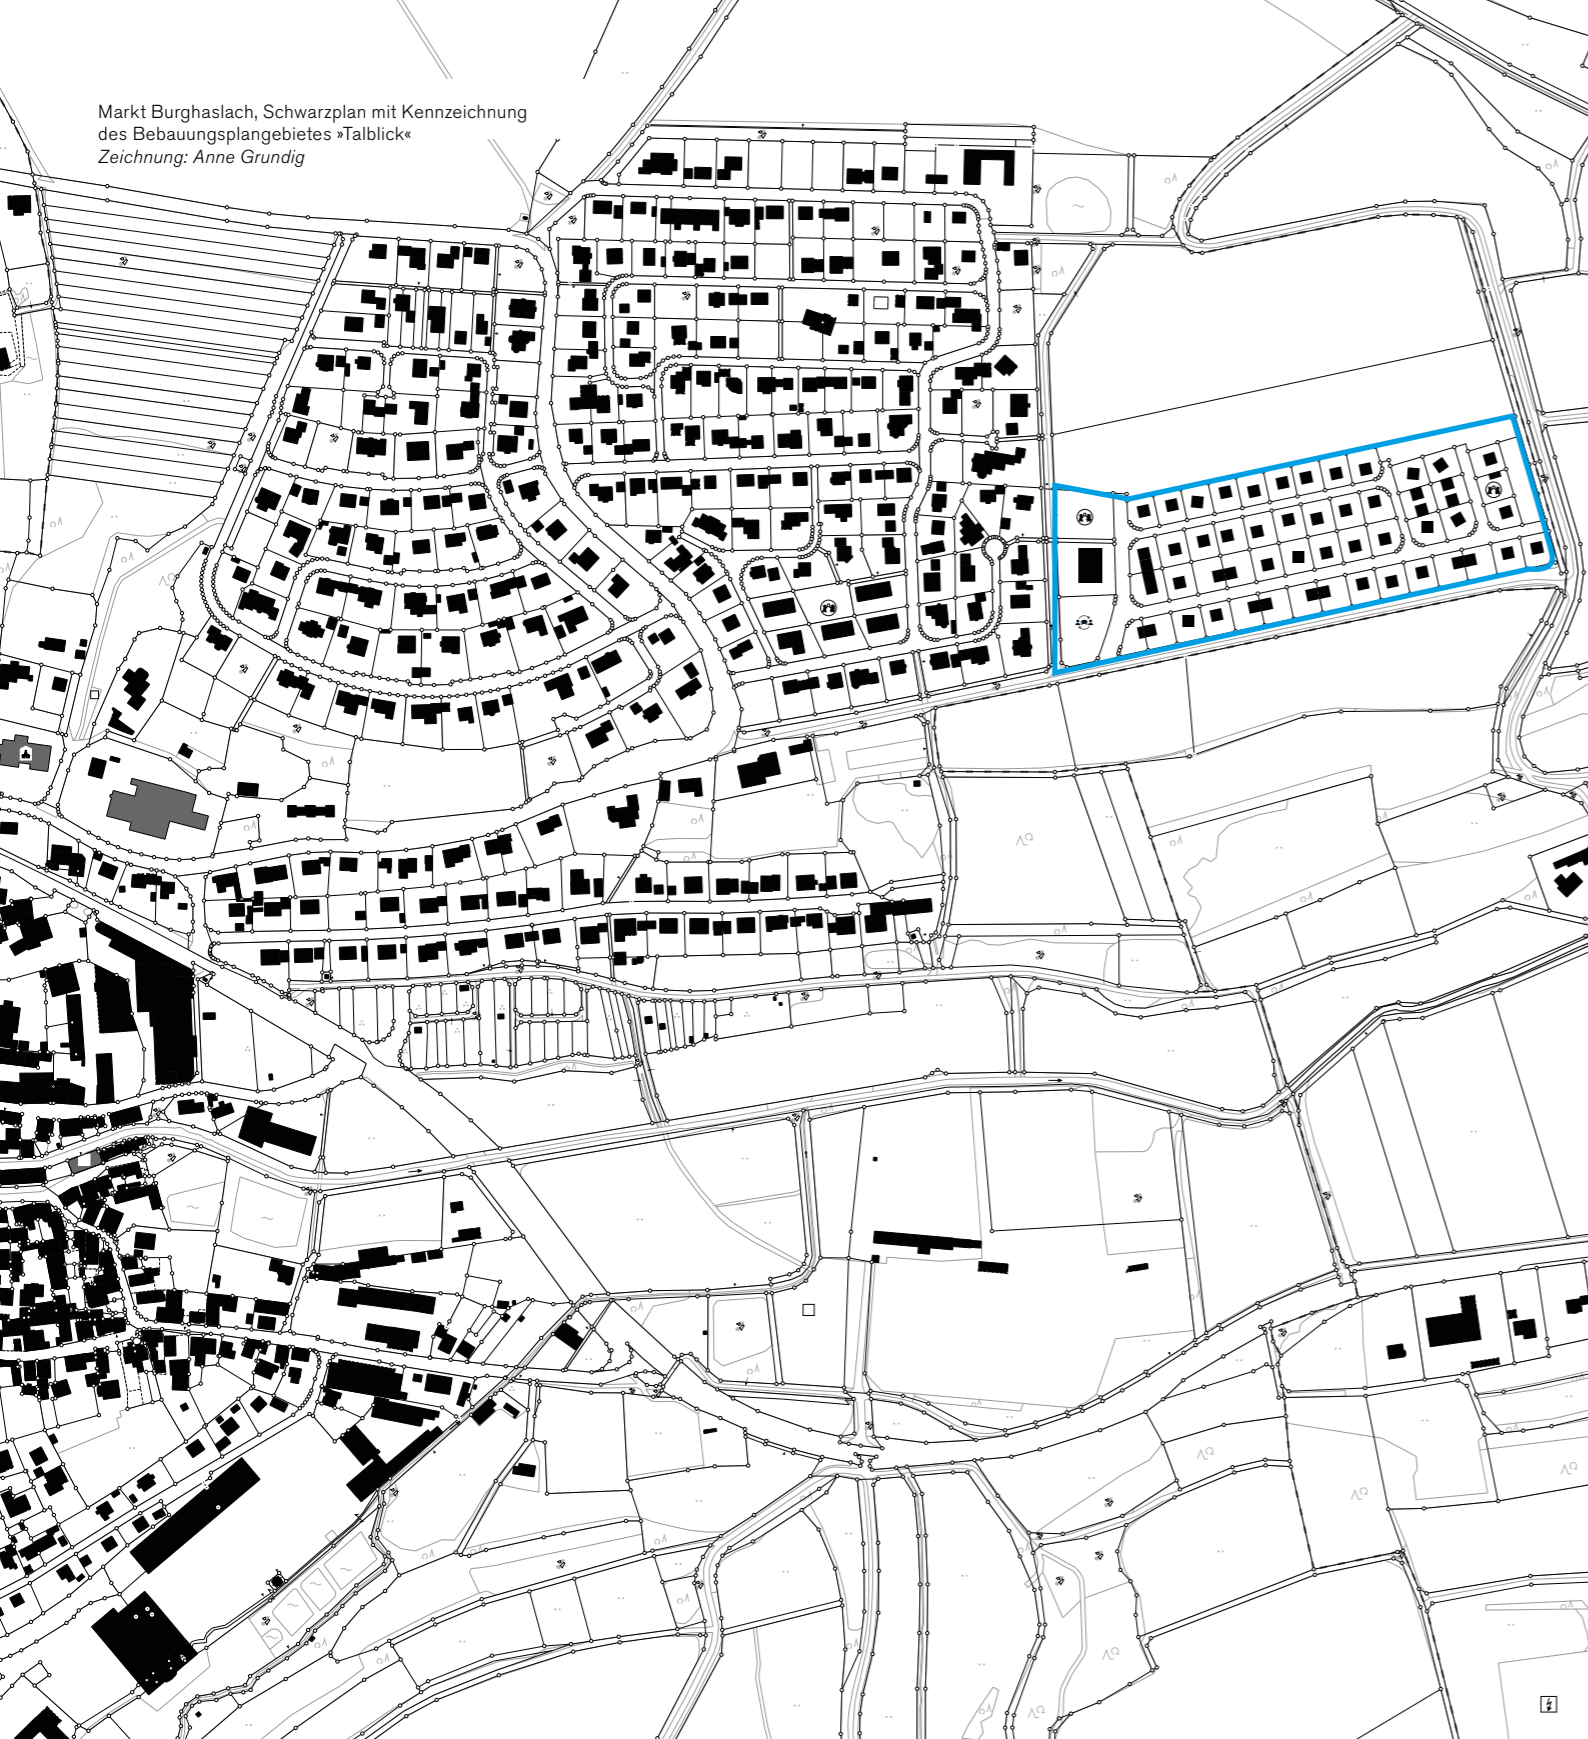 Markt Burghaslach, Schwarzplan mit Kennzeichnung
des Bebauungsplangebietes »Talblick«
Zeichnung: Anne Grundig